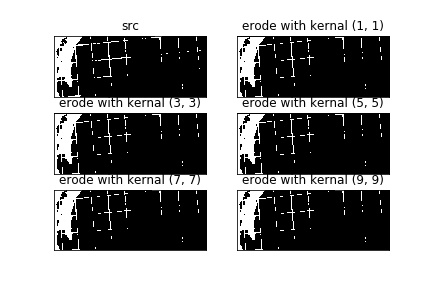 src
erode with kernal (1, 1)
erode with kernal (3, 3)
erode with kernal (5, 5)
erode with kernal (7, 7)
erode with kernal (9, 9)